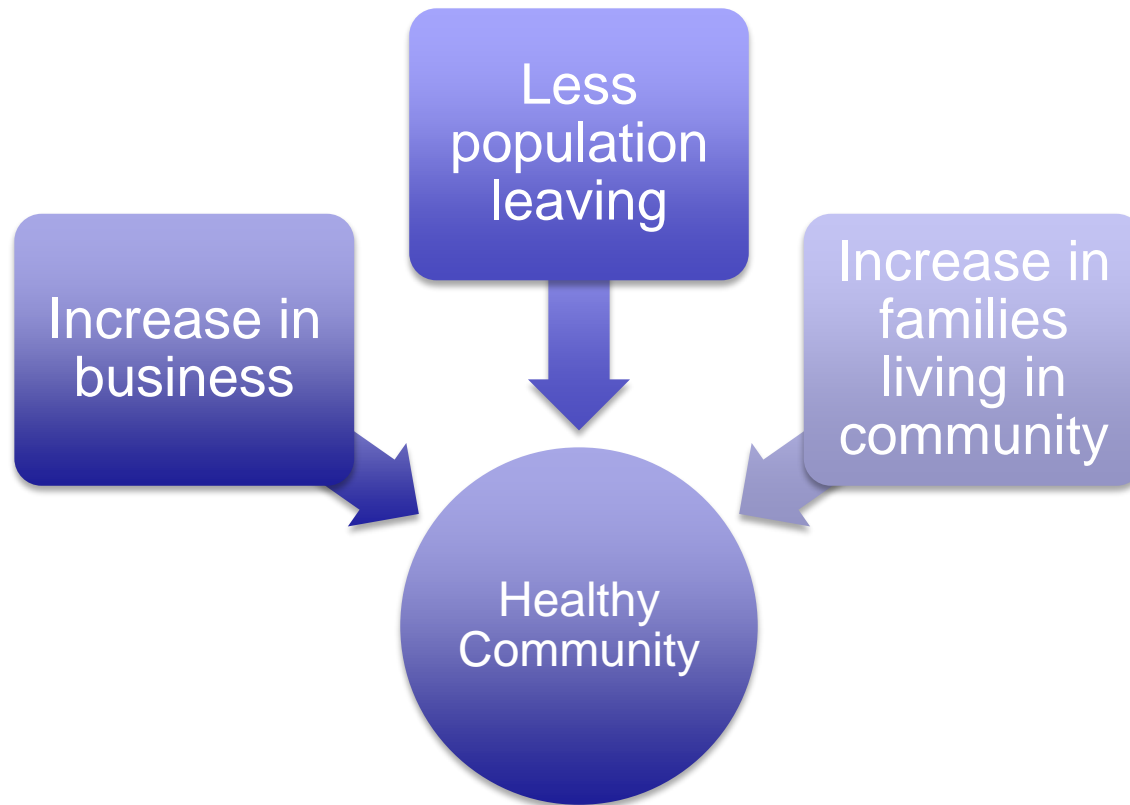 Less
population
leaving
Increase in
business
Increase in
families
living in
community
Healthy
Community